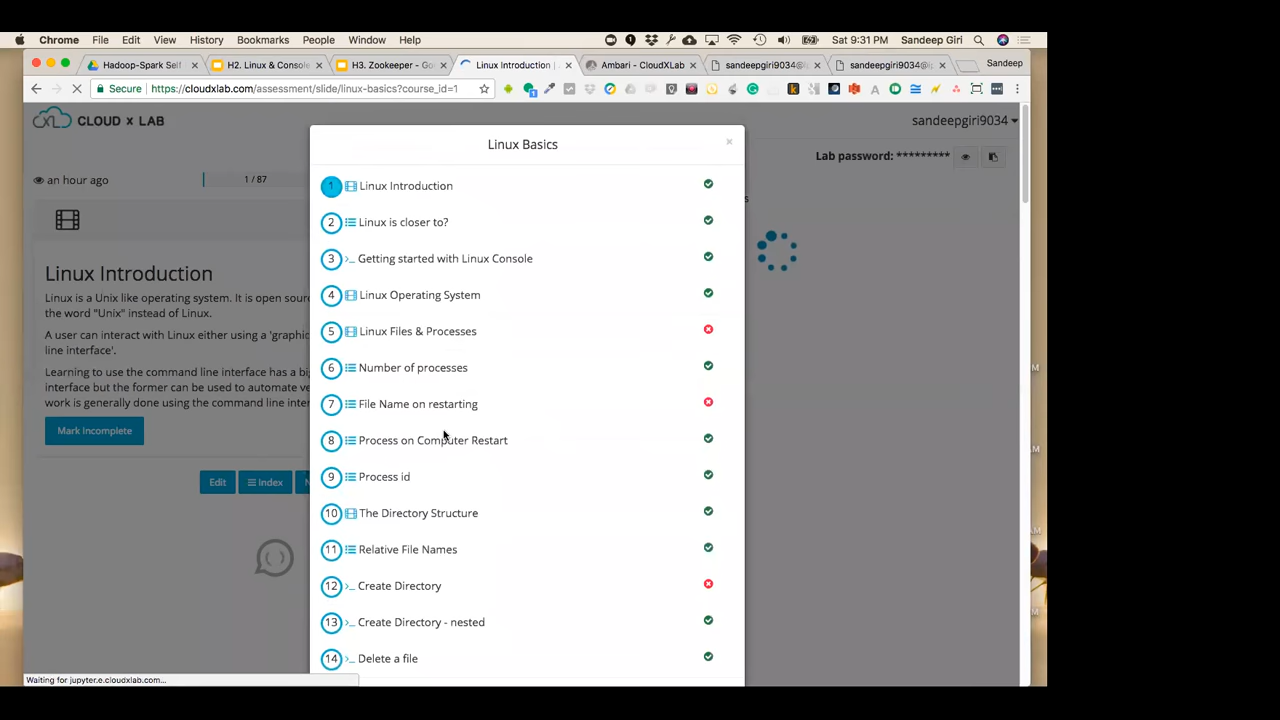 Chrome File Edit View History Bookmarks People Window Help Sat 9:31 PM Sandeep Giri
Hadoop-Spark Self H2. Linux & Console H3. Zookeeper - Go Linux Introduction Ambari - CloudXLab sandeepgiri9034@ sandeepgiri9034@ip Sandeep
Secure https://cloudxlab.com/assessment/slide/linux-basics?course_id=1
CLOUD X LAB
sandeepgiri9034
an hour ago
1 / 87
Lab password: *********
Linux Introduction
Linux is a Unix like operating system. It is open sour
the word "Unix" instead of Linux.
A user can interact with Linux either using a 'graphic
line interface'.
Learning to use the command line interface has a bi
interface but the former can be used to automate ve
work is generally done using the command line inter
Mark Incomplete
Edit
Index
Linux Basics
×
1 Linux Introduction
2 Linux is closer to?
3 Getting started with Linux Console
4 Linux Operating System
5 Linux Files & Processes
6 Number of processes
7 File Name on restarting
8 Process on Computer Restart
9 Process id
10 The Directory Structure
11 Relative File Names
12 Create Directory
13 Create Directory - nested
14 Delete a file
Waiting for jupyter.e.cloudxlab.com...